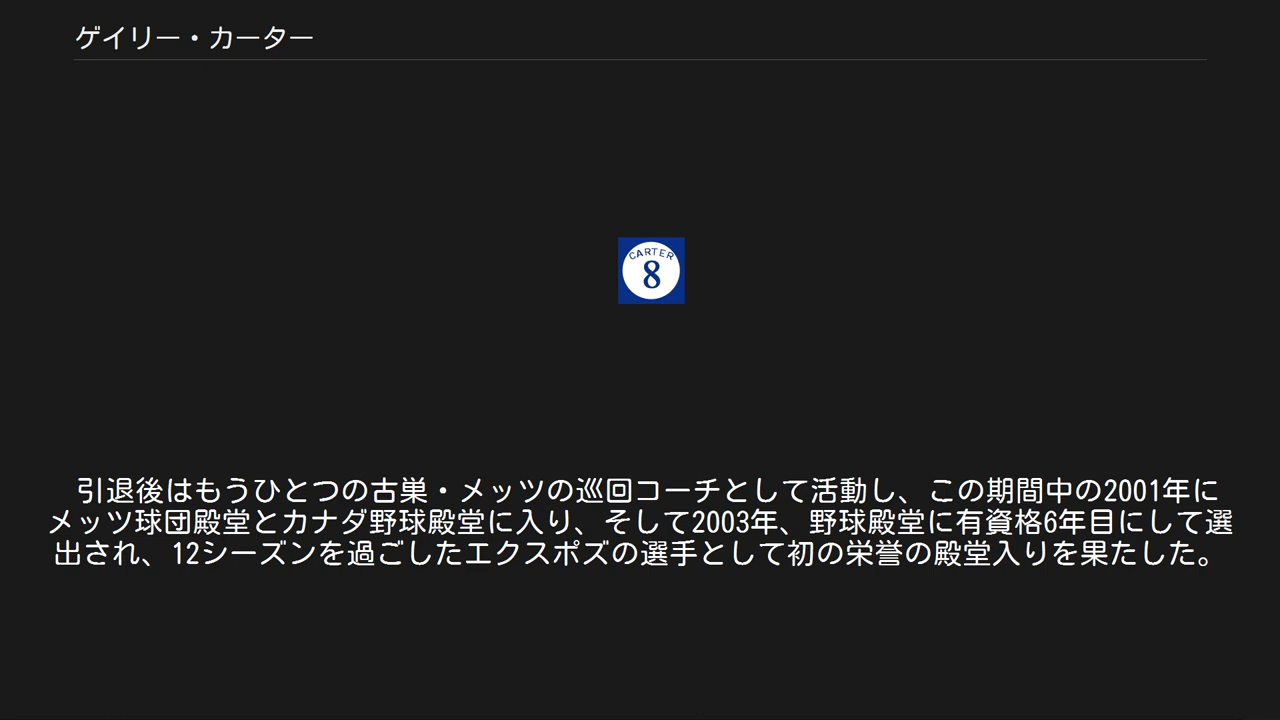 ゲイリー・カーター
CARTER
8
引退後はもうひとつの古巣・メッツの巡回コーチとして活動し、この期間中の2001年に
メッツ球団殿堂とカナダ野球殿堂に入り、そして2003年、野球殿堂に有資格6年目にして選
出され、12シーズンを過ごしたエクスポズの選手として初の栄誉の殿堂入りを果たした。